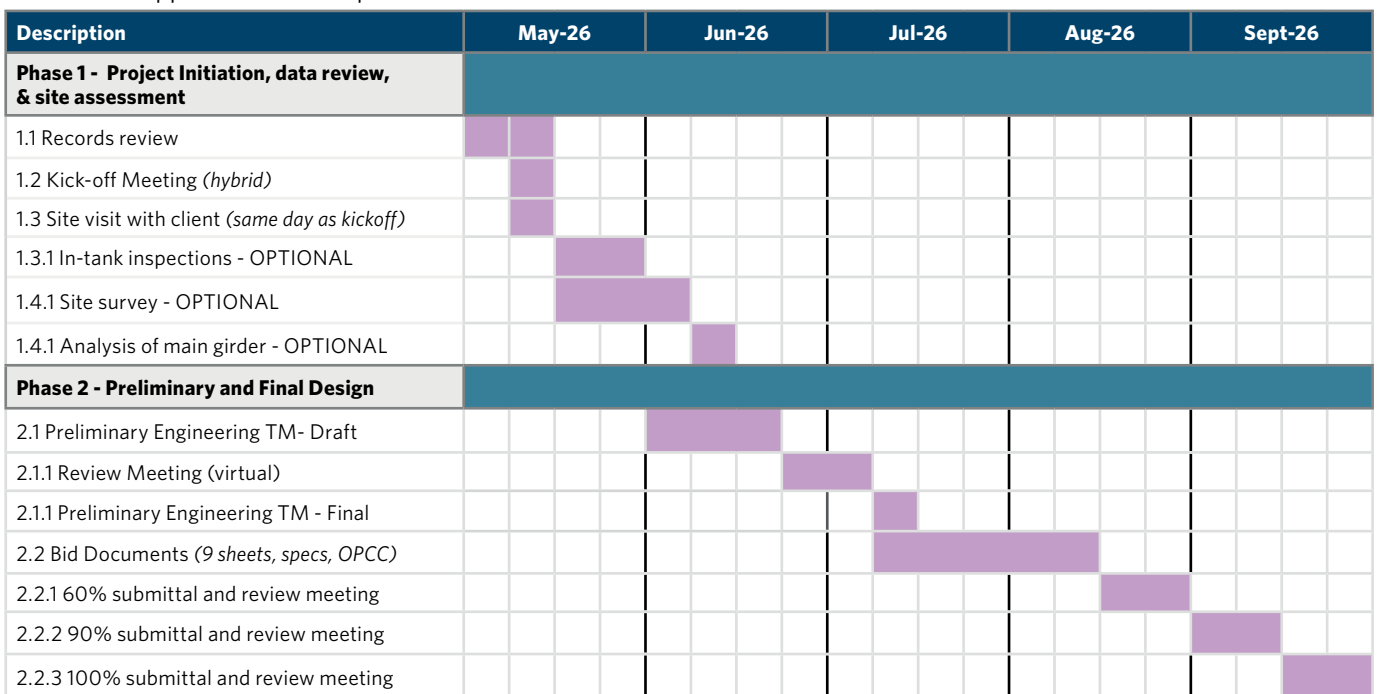 Description May-26 Jun-26 Jul-26 Aug-26 Sept-26
Phase 1 - Project Initiation, data review,
& site assessment
1.1 Records review
1.2 Kick-off Meeting (hybrid)
1.3 Site visit with client (same day as kickoff)
1.3.1 In-tank inspections - OPTIONAL
1.4.1 Site survey - OPTIONAL
1.4.1 Analysis of main girder - OPTIONAL
Phase 2 - Preliminary and Final Design
2.1 Preliminary Engineering TM- Draft
2.1.1 Review Meeting (virtual)
2.1.1 Preliminary Engineering TM - Final
2.2 Bid Documents (9 sheets, specs, OPCC)
2.2.1 60% submittal and review meeting
2.2.2 90% submittal and review meeting
2.2.3 100% submittal and review meeting